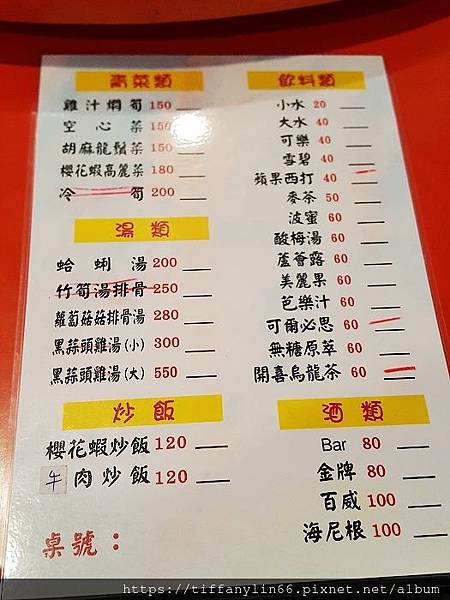 青菜類
雞汁燜筍 150
空心菜 150
胡麻龍鬚菜 150
櫻花蝦高麗菜 180
冷筍 200
湯類
蛤蜊湯 200
竹筍湯排骨 250
蘿蔔菇菇排骨湯 280
黑蒜頭雞湯(小) 300
黑蒜頭雞湯(大) 550
炒飯
櫻花蝦炒飯 120
牛肉炒飯 120
桌號：
飲料類
小水 20
大水 40
可樂 40
雪碧 40
蘋果西打 40
麥茶 50
波蜜 60
酸梅湯 60
蘆薈露 60
美麗果 60
芭樂汁 60
可爾必思 60
無糖原萃 60
開喜烏龍茶 60
酒類
Bar 80
金牌 80
百威 100
海尼根 100
https://tiffanylin66.pixnet.net/album